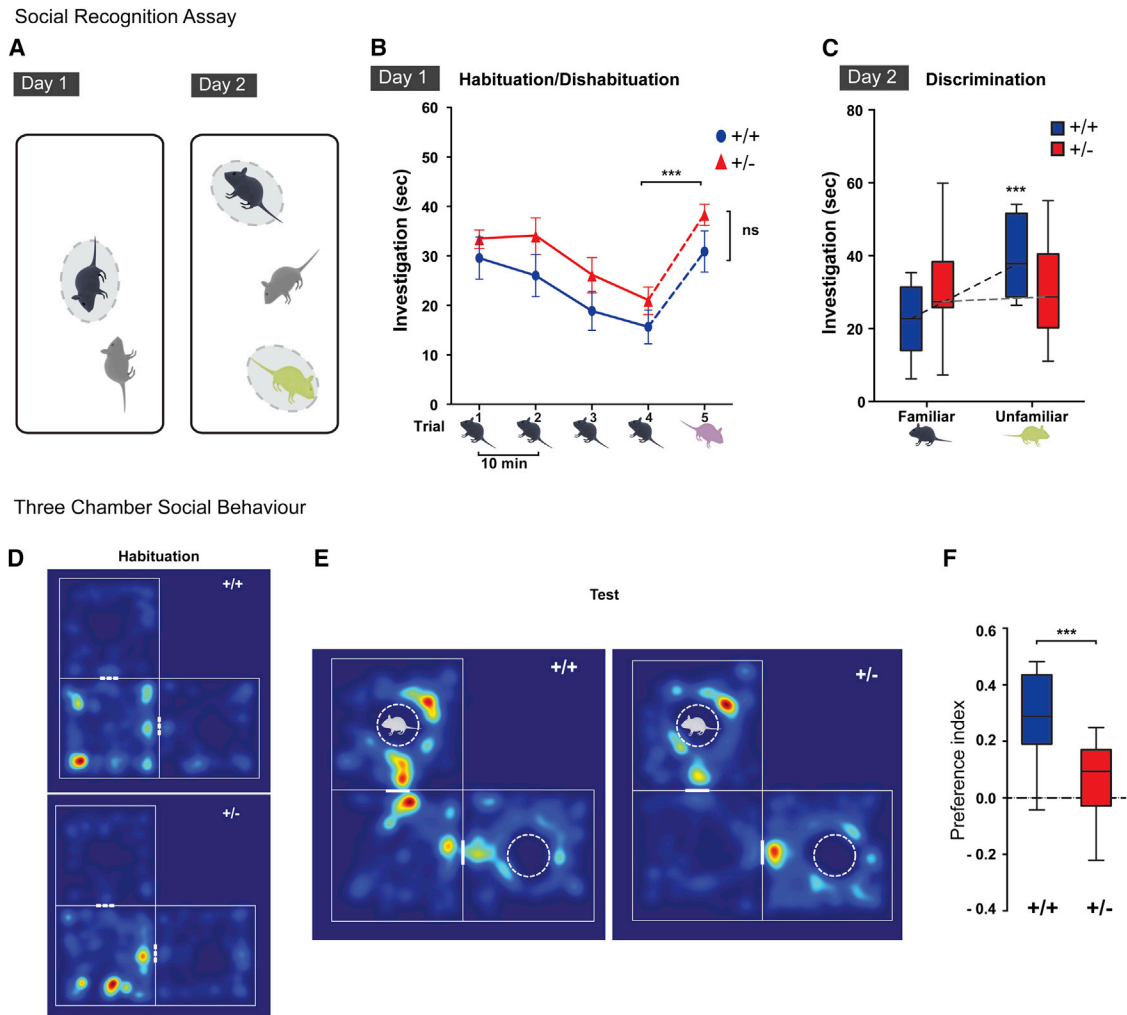 Social Recognition Assay
A
Day 1
Day 2
B
Day 1 Habituation/Dishabituation
Investigation (sec)
60
50
40
30
20
10
0
+/+
+/-
***
ns
Trial 1 2 3 4 5
10 min
C
Day 2 Discrimination
Investigation (sec)
80
60
40
20
0
+/+
+/-
***
Familiar Unfamiliar
Three Chamber Social Behaviour
D
Habituation
+/+
+/-
E
Test
+/+
+/-
F
Preference index
0.6
0.4
0.2
0.0
- 0.2
- 0.4
***
+/+ +/-